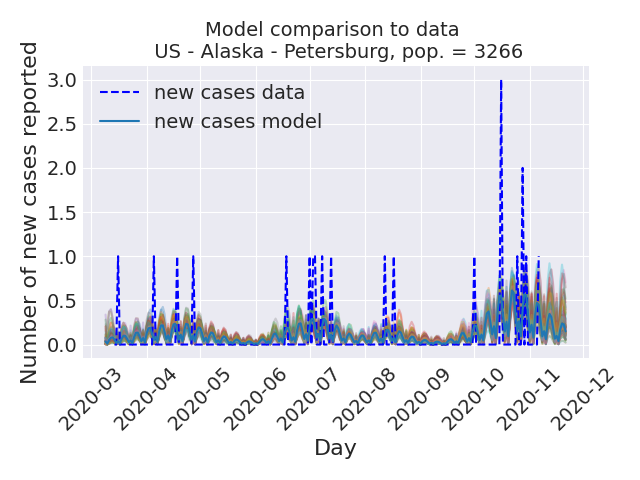 Model comparison to data
US - Alaska - Petersburg, pop. = 3266
Number of new cases reported
3.0
2.5
2.0
1.5
1.0
0.5
0.0
new cases data
new cases model
2020-03
2020-04
2020-05
2020-06
2020-07
2020-08
2020-09
2020-10
2020-11
2020-12
Day